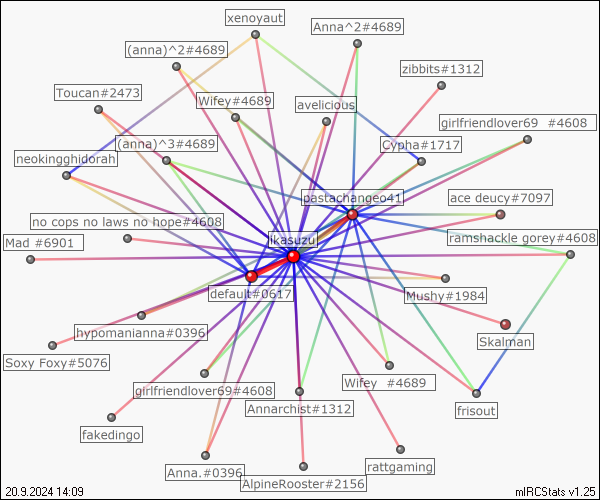 xenoyaut
Anna^2#4689
(anna)^2#4689
zibbits#1312
Toucan#2473
Wifey#4689
avelicious
girlfriendlover69 #4608
(anna)^3#4689
Cypha#1717
neokingghidorah
pastachangeo41
ace deucy#7097
no cops no laws no hope#4608
Mad #6901
ikasuzu
ramshackle gorey#4608
default#0617
Mushy#1984
hypomanianna#0396
Skalman
Soxy Foxy#5076
girlfriendlover69#4608
Wifey #4689
Annarchist#1312
frisout
fakedingo
Anna.#0396
rattgaming
AlpineRooster#2156
20.9.2024 14:09
mIRCStats v1.25